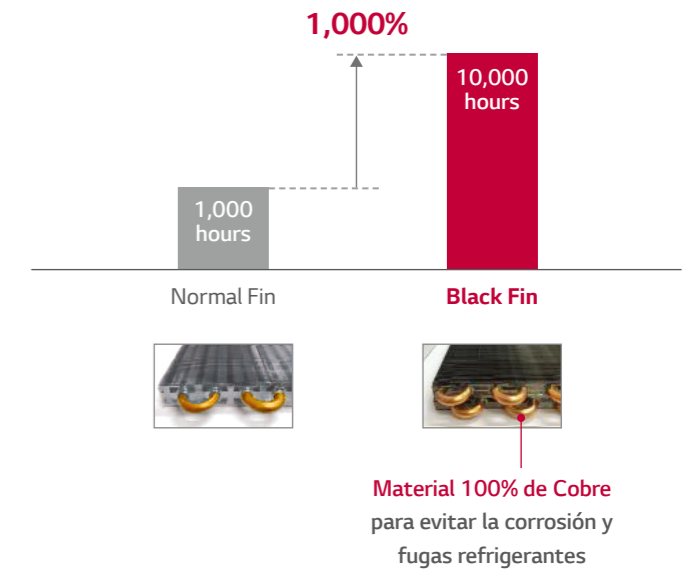 1,000%
10,000
hours
1,000
hours
Normal Fin
Black Fin
Material 100% de Cobre
para evitar la corrosión y
fugas refrigerantes